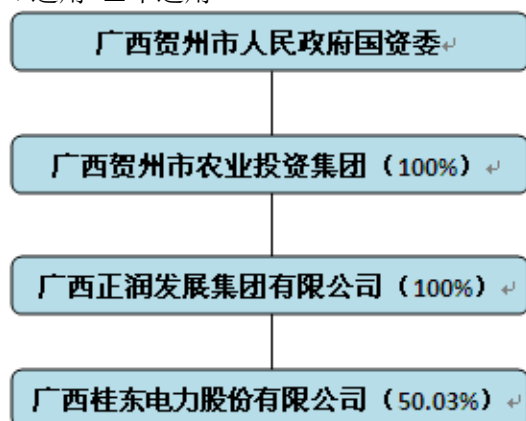 广西贺州市人民政府国资委
广西贺州市农业投资集团（100%）
广西正润发展集团有限公司（100%）
广西桂东电力股份有限公司（50.03%）